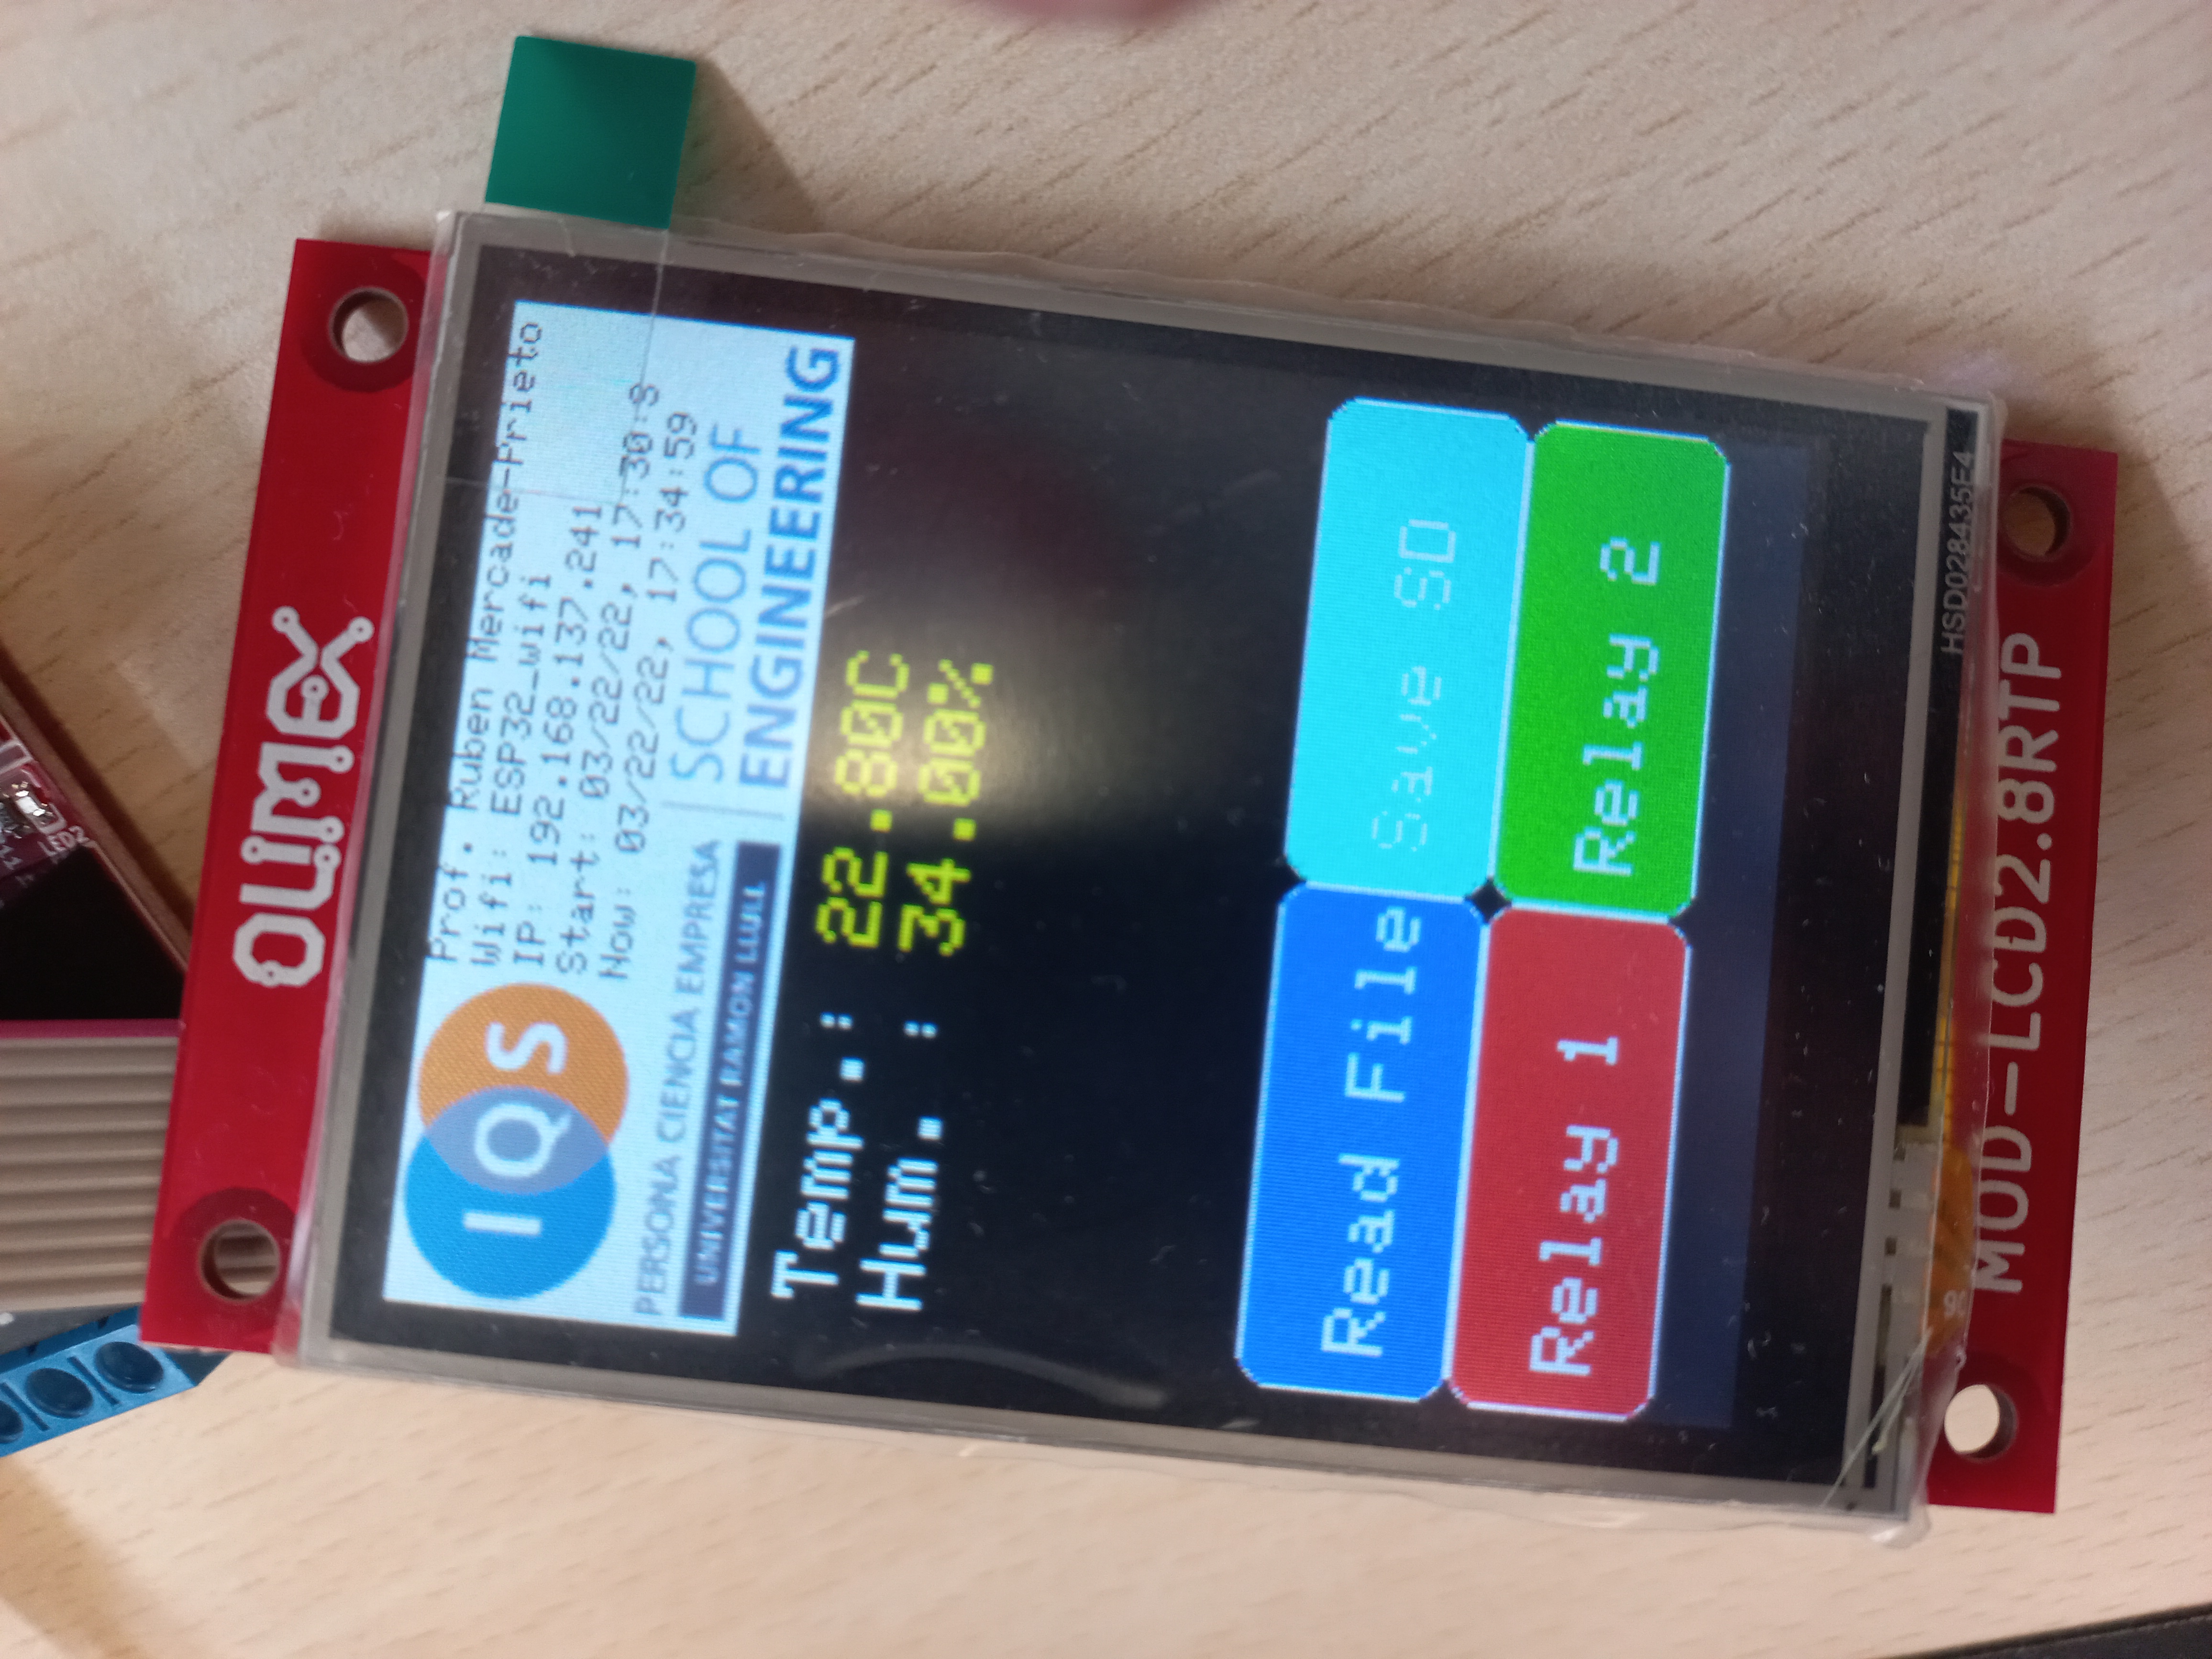 LED2
OLIMEX
IQS
Prof. Ruben Mercade-Prieto
Wifi: ESP32_wifi
IP: 192.168.137.241
Start: 03/22/22, 17:30:8
Now: 03/22/22, 17:34:59
PERSONA CIENCIA EMPRESA
UNIVERSITAT RAMON LLULL
SCHOOL OF
ENGINEERING
Temp.: 22.80C
Hum. : 34.00%
Read File
Save SD
Relay 1
Relay 2
HSD028435E4
MOD-LCD2.8RTP